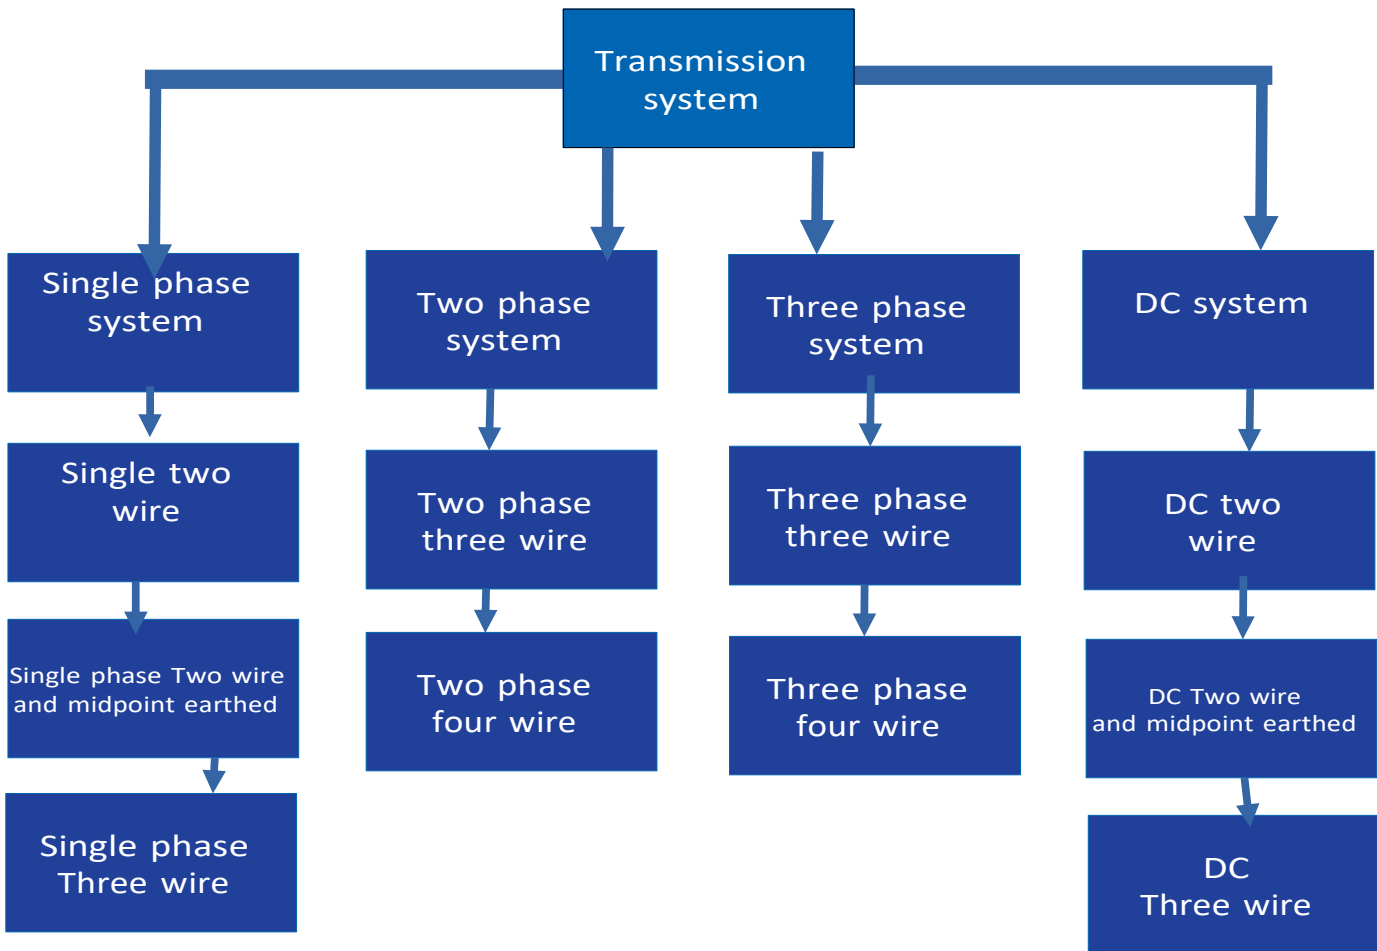 Transmission
system
Single phase
system
Two phase
system
Three phase
system
DC system
Single two
wire
Two phase
three wire
Three phase
three wire
DC two
wire
Single phase Two wire
and midpoint earthed
Two phase
four wire
Three phase
four wire
DC Two wire
and midpoint earthed
Single phase
Three wire
DC
Three wire